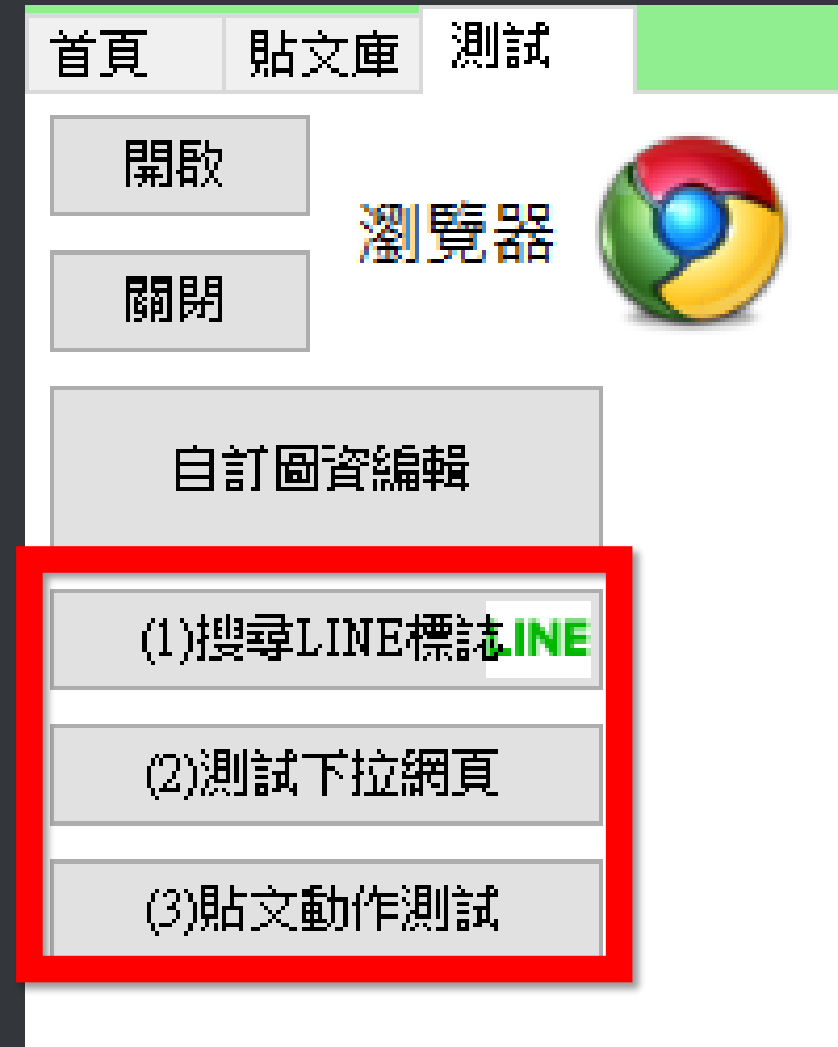 首頁 貼文庫 測試
開啟
瀏覽器
關閉
自訂圖資編輯
(1)搜尋LINE標誌 LINE
(2)測試下拉網頁
(3)貼文動作測試